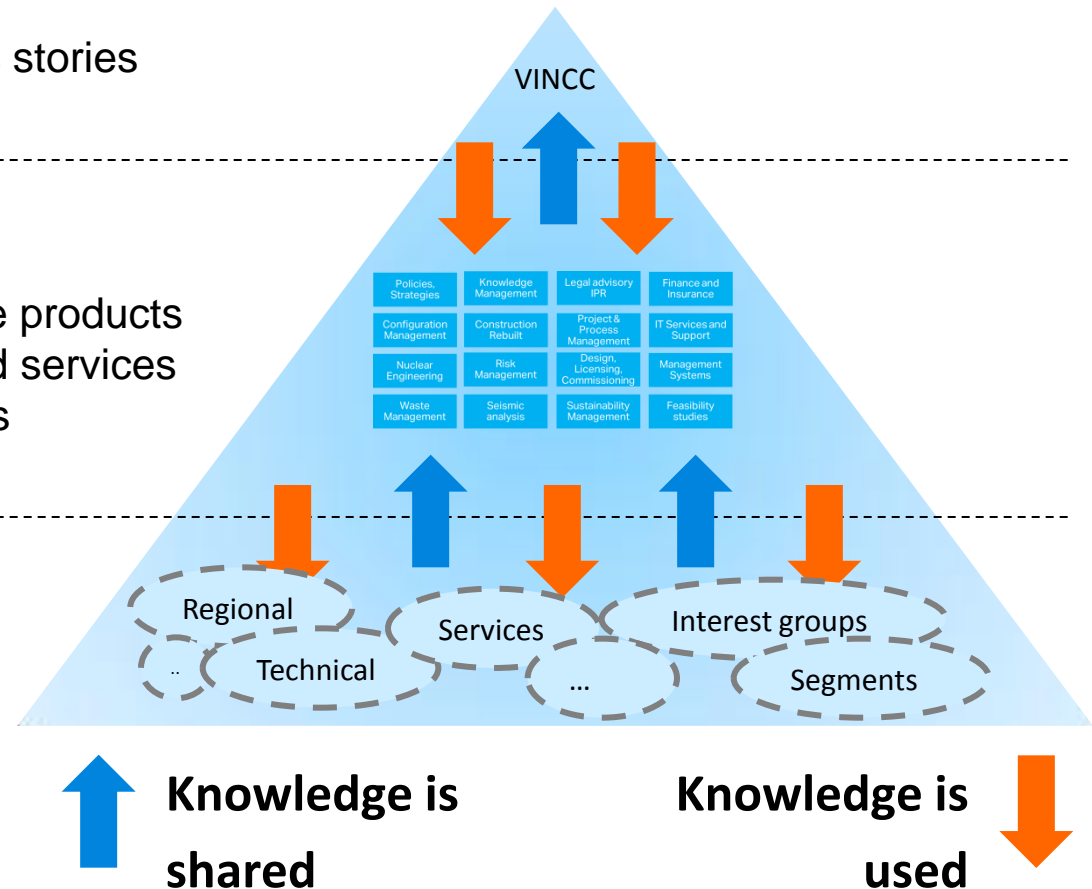 stories
VINCC
Policies,
Strategies
Knowledge
Management
Legal advisory
IPR
Finance and
Insurance
e products
d services
s
Configuration
Management
Construction
Rebuilt
Project &
Process
Management
IT Services and
Support
Nuclear
Engineering
Risk
Management
Design,
Licensing,
Commissioning
Management
Systems
Waste
Management
Seismic
analysis
Sustainability
Management
Feasibility
studies
Regional
Services
Interest groups
..
Technical
...
Segments
Knowledge is
shared
Knowledge is
used